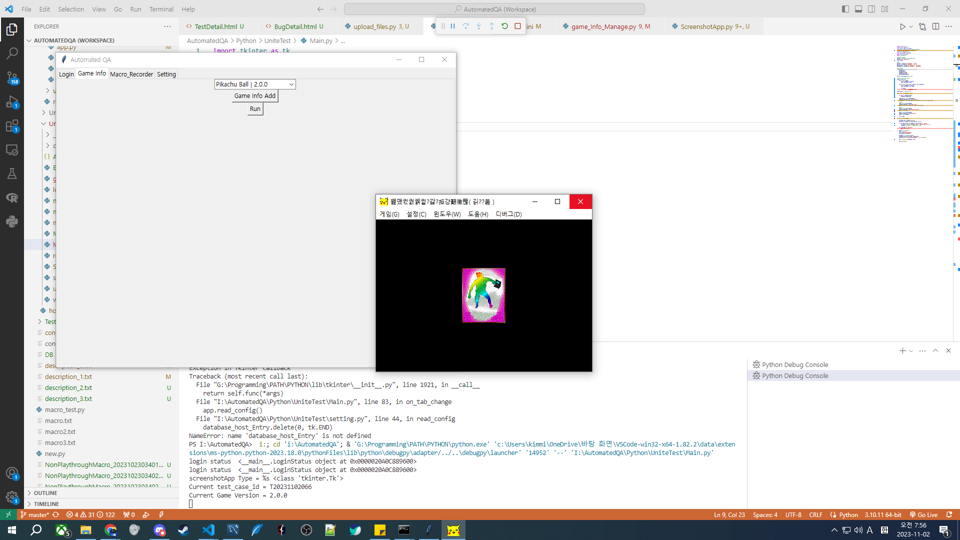 File Edit Selection View Go Run Terminal Help
AutomatedQA (Workspace)
EXPLORER
AUTOMATEDQA (WORKSPACE)
app.py
TestDetail.html U
BugDetail.html U
upload_files.py 3, U
ini M
game_Info_Manage.py 9, M
ScreenshotApp.py 9+, U
AutomatedQA > Python > UniteTest > Main.py > ...
1 import tkinter as tk
Automated QA
Login Game Info Macro_Recorder Setting
Pikachu Ball | 2.0.0
Game Info Add
Run
게임(G) 설정(C) 윈도우(W) 도움(H) 디버그(D)
description_1.txt M
description_2.txt U
description_3.txt U
macro_test.py
macro.txt
macro2.txt
macro3.txt
new.py
NonPlaythroughMacro_2023102303401...
NonPlaythroughMacro_2023102303402...
OUTLINE
TIMELINE
Exception in Tkinter callback
Traceback (most recent call last):
File "G:\Programming\PATH\PYTHON\lib\tkinter\__init__.py", line 1921, in __call__
return self.func(*args)
File "I:\AutomatedQA\Python\UniteTest\Main.py", line 83, in on_tab_change
app.read_config()
File "I:\AutomatedQA\Python\UniteTest\setting.py", line 44, in read_config
database_host_Entry.delete(0, tk.END)
NameError: name 'database_host_Entry' is not defined
PS I:\AutomatedQA> i:; cd 'i:\AutomatedQA'; & 'G:\Programming\PATH\PYTHON\python.exe' 'c:\Users\kimmi\OneDrive\바탕 화면\VSCode-win32-x64-1.82.2\data\exten
sions\ms-python.python-2023.18.0\pythonFiles\lib\python\debugpy\adapter/../..\debugpy\launcher' '14952' '--' 'I:\AutomatedQA\Python\UniteTest\Main.py'
login status <__main__.LoginStatus object at 0x0000020A0C889600>
login status <__main__.LoginStatus object at 0x0000020A0C889600>
screenshotApp Type = %s <class 'tkinter.Tk'>
Current test_case_id = T20231102066
Current Game Version = 2.0.0
Python Debug Console
Python Debug Console
master* 4 31 122 0
Ln 9, Col 23 Spaces: 4 UTF-8 CRLF Python 3.10.11 64-bit Go Live
오전 7:56
2023-11-02